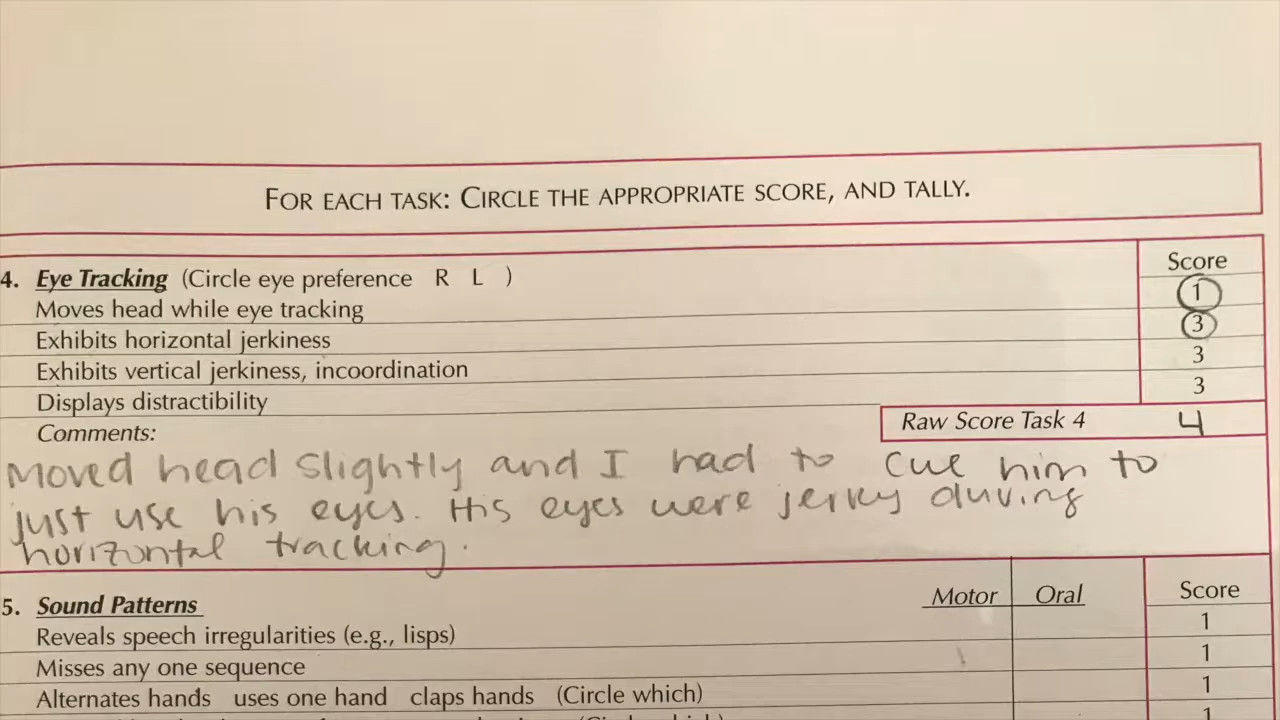 FOR EACH TASK: CIRCLE THE APPROPRIATE SCORE, AND TALLY.
4. Eye Tracking (Circle eye preference R L ) Score
Moves head while eye tracking 1
Exhibits horizontal jerkiness 3
Exhibits vertical jerkiness, incoordination 3
Displays distractibility 3
Raw Score Task 4 4
Comments:
Moved head slightly and I had to cue him to
just use his eyes. His eyes were jerky during
horizontal tracking.
5. Sound Patterns Motor Oral Score
Reveals speech irregularities (e.g., lisps) 1
Misses any one sequence 1
Alternates hands uses one hand claps hands (Circle which) 1